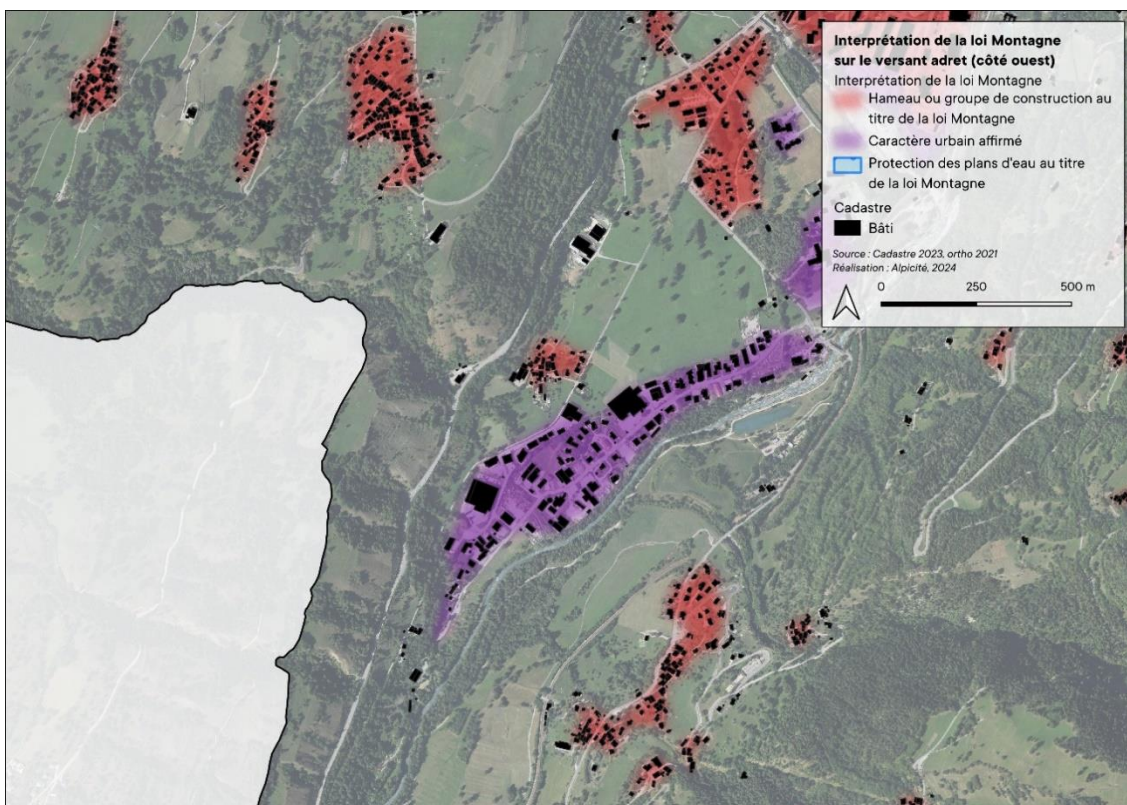 Interprétation de la loi Montagne
sur le versant adret (côté ouest)
Interprétation de la loi Montagne
Hameau ou groupe de construction au
titre de la loi Montagne
Caractère urbain affirmé
Protection des plans d'eau au titre
de la loi Montagne
Cadastre
Bâti
Source : Cadastre 2023, ortho 2021
Réalisation : Alpicité, 2024
0 250 500 m